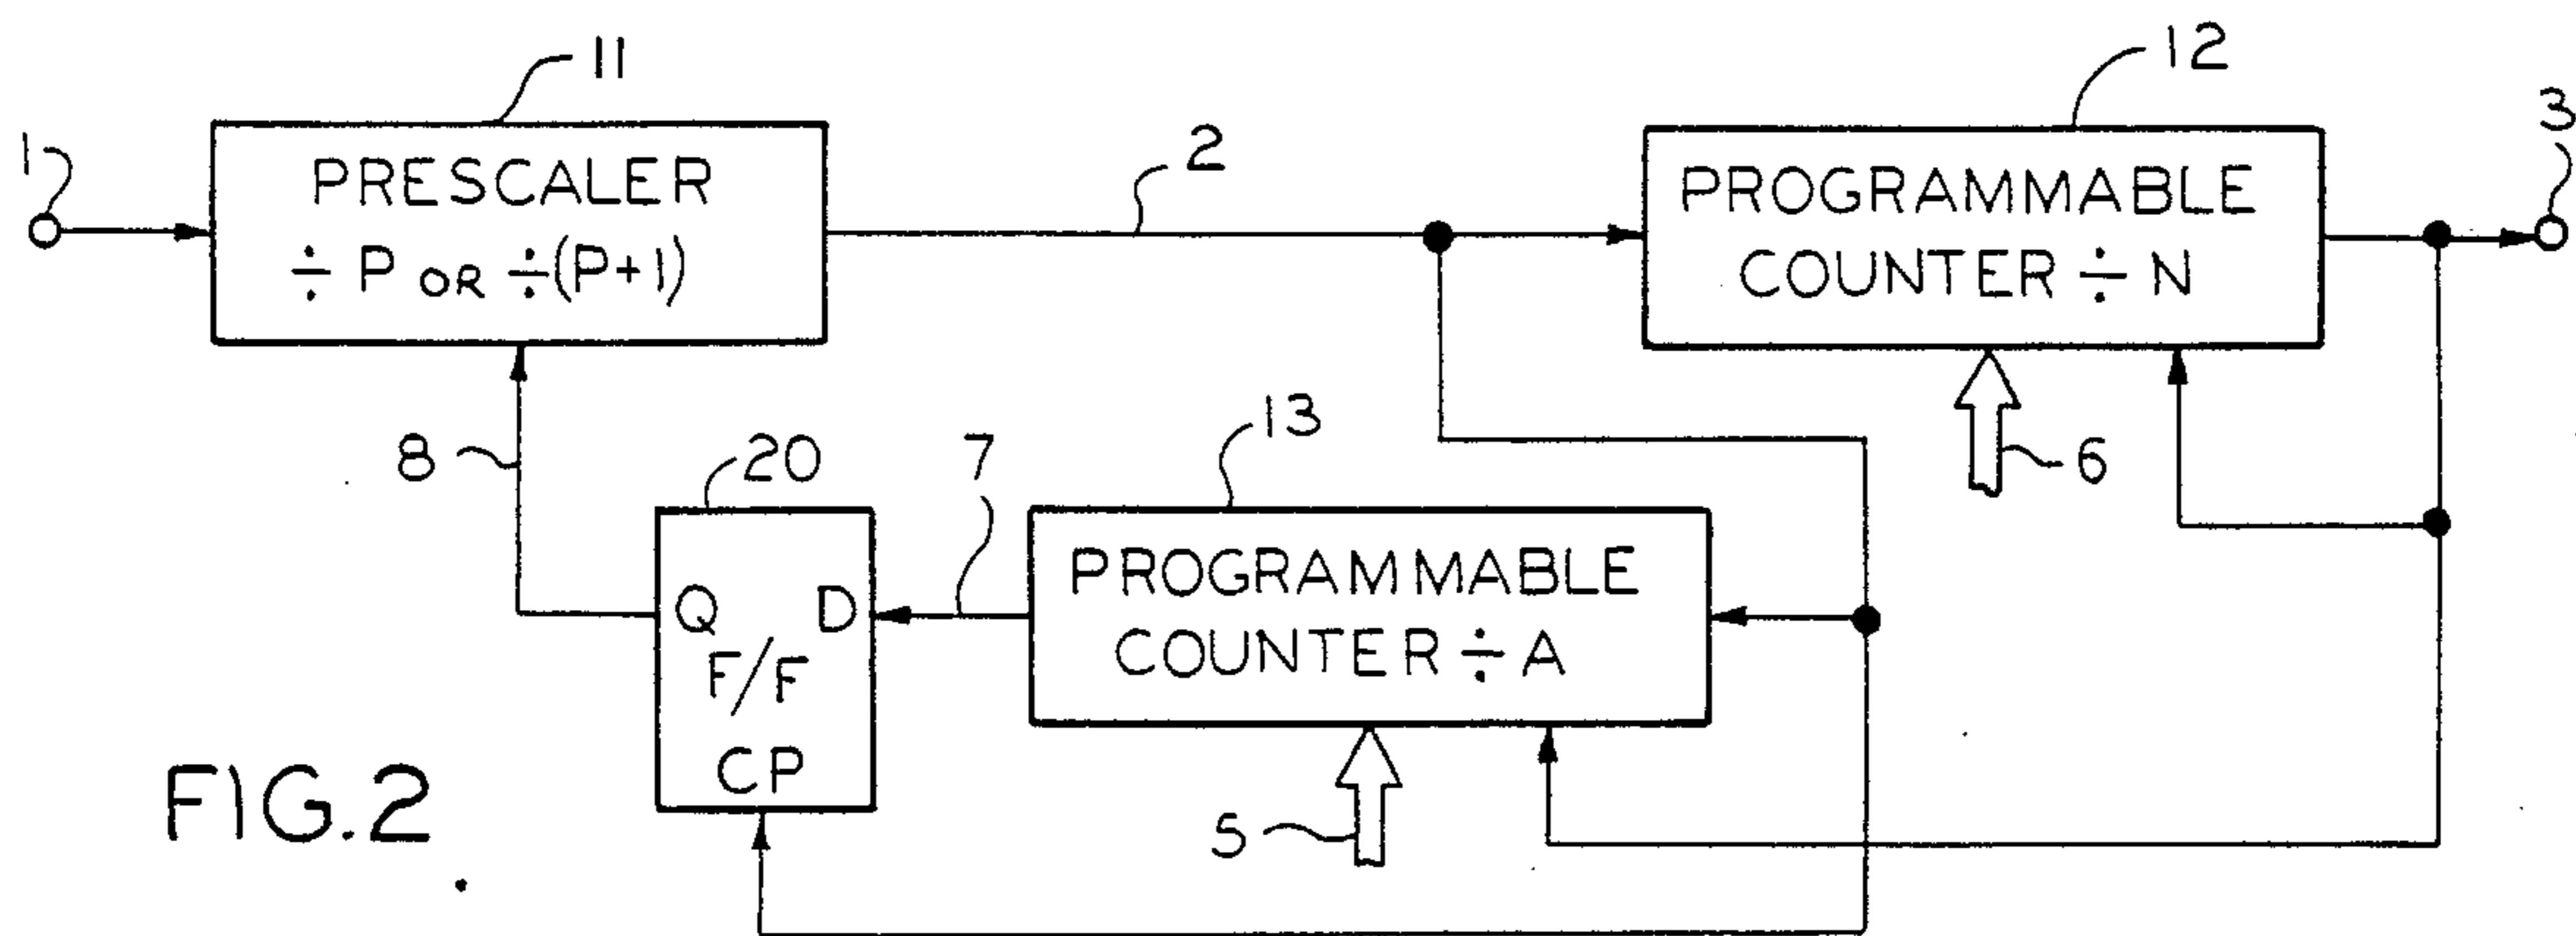 11
12
1
3
PRESCALER
÷ P OR ÷(P+1)
2
PROGRAMMABLE
COUNTER ÷ N
13
8
20
7
6
PROGRAMMABLE
COUNTER ÷ A
Q D
F/F
CP
5
FIG.2